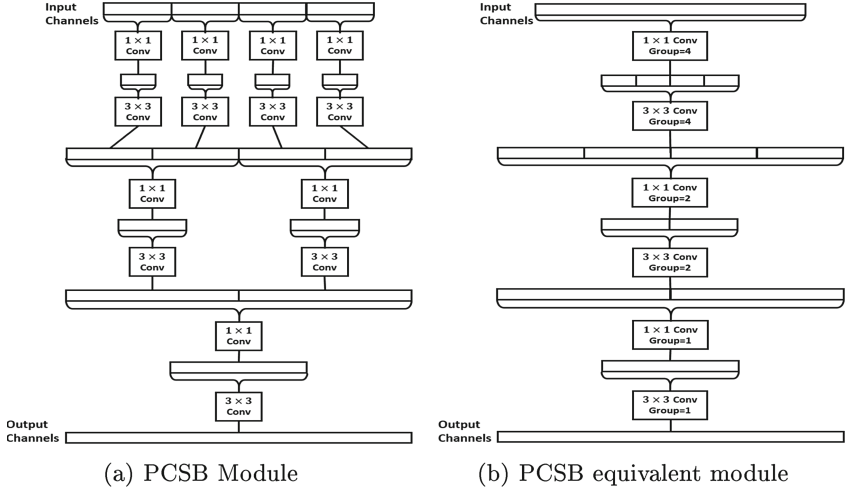 Input
Channels
1 × 1
Conv
1 × 1
Conv
1 × 1
Conv
1 × 1
Conv
3 × 3
Conv
3 × 3
Conv
3 × 3
Conv
3 × 3
Conv
1 × 1
Conv
1 × 1
Conv
3 × 3
Conv
3 × 3
Conv
1 × 1
Conv
3 × 3
Conv
Output
Channels
(a) PCSB Module
Input
Channels
1 × 1 Conv
Group=4
3 × 3 Conv
Group=4
1 × 1 Conv
Group=2
3 × 3 Conv
Group=2
1 × 1 Conv
Group=1
3 × 3 Conv
Group=1
Output
Channels
(b) PCSB equivalent module